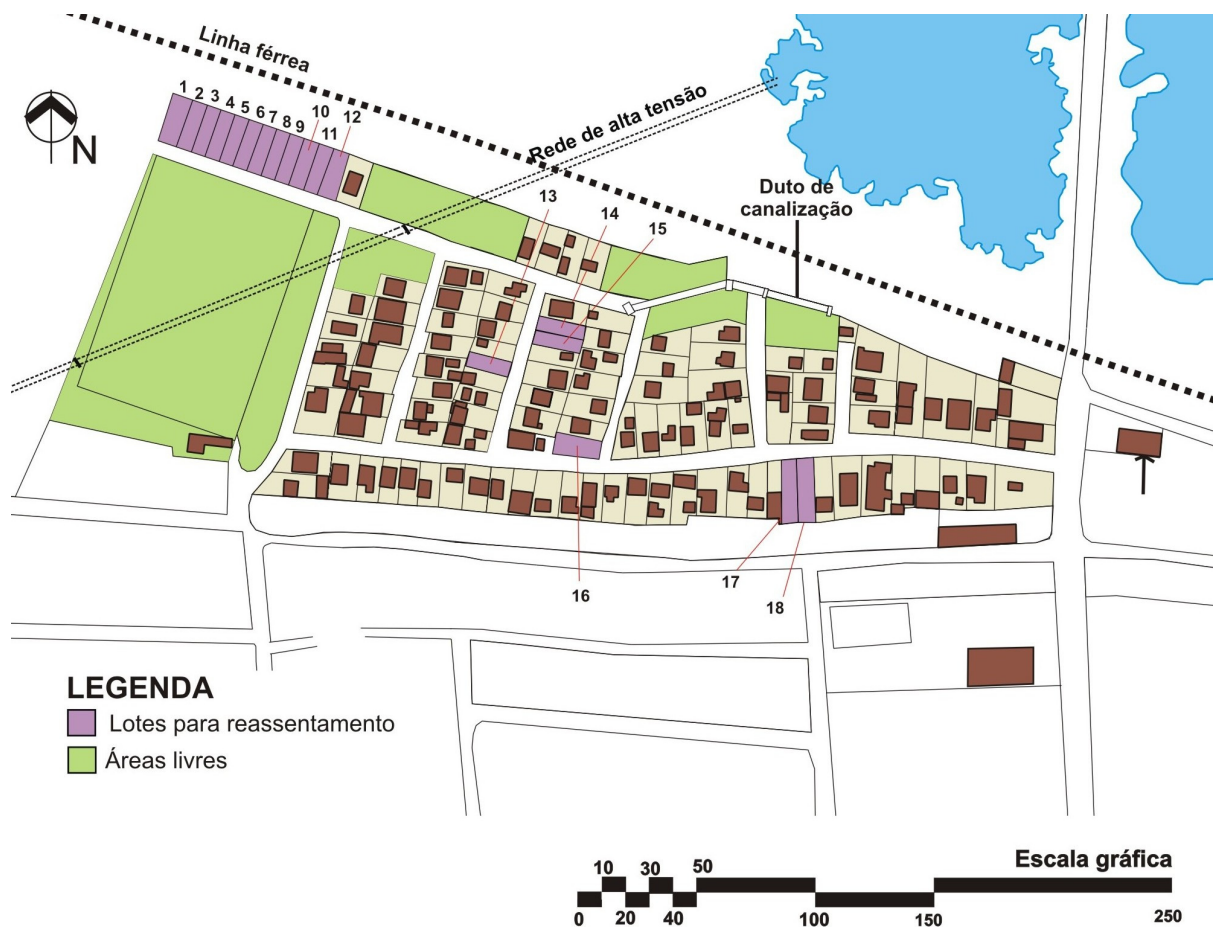 Linha férrea
1 2 3 4 5 6 7 8 9 10 11 12
N
Rede de alta tensão
Duto de
canalização
13
14
15
16
17
18
LEGENDA
Lotes para reassentamento
Áreas livres
Escala gráfica
10 30 50
0 20 40 100 150 250